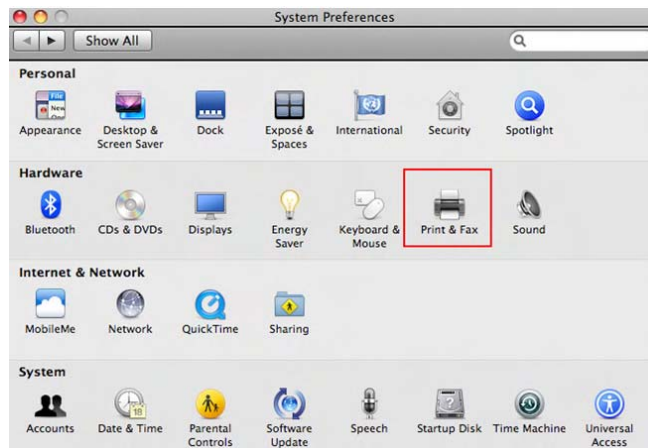 System Preferences
Show All
Personal
Appearance
Desktop &
Screen Saver
Dock
Exposé &
Spaces
International
Security
Spotlight
Hardware
Bluetooth
CDs & DVDs
Displays
Energy
Saver
Keyboard &
Mouse
Print & Fax
Sound
Internet & Network
MobileMe
Network
QuickTime
Sharing
System
Accounts
Date & Time
Parental
Controls
Software
Update
Speech
Startup Disk
Time Machine
Universal
Access